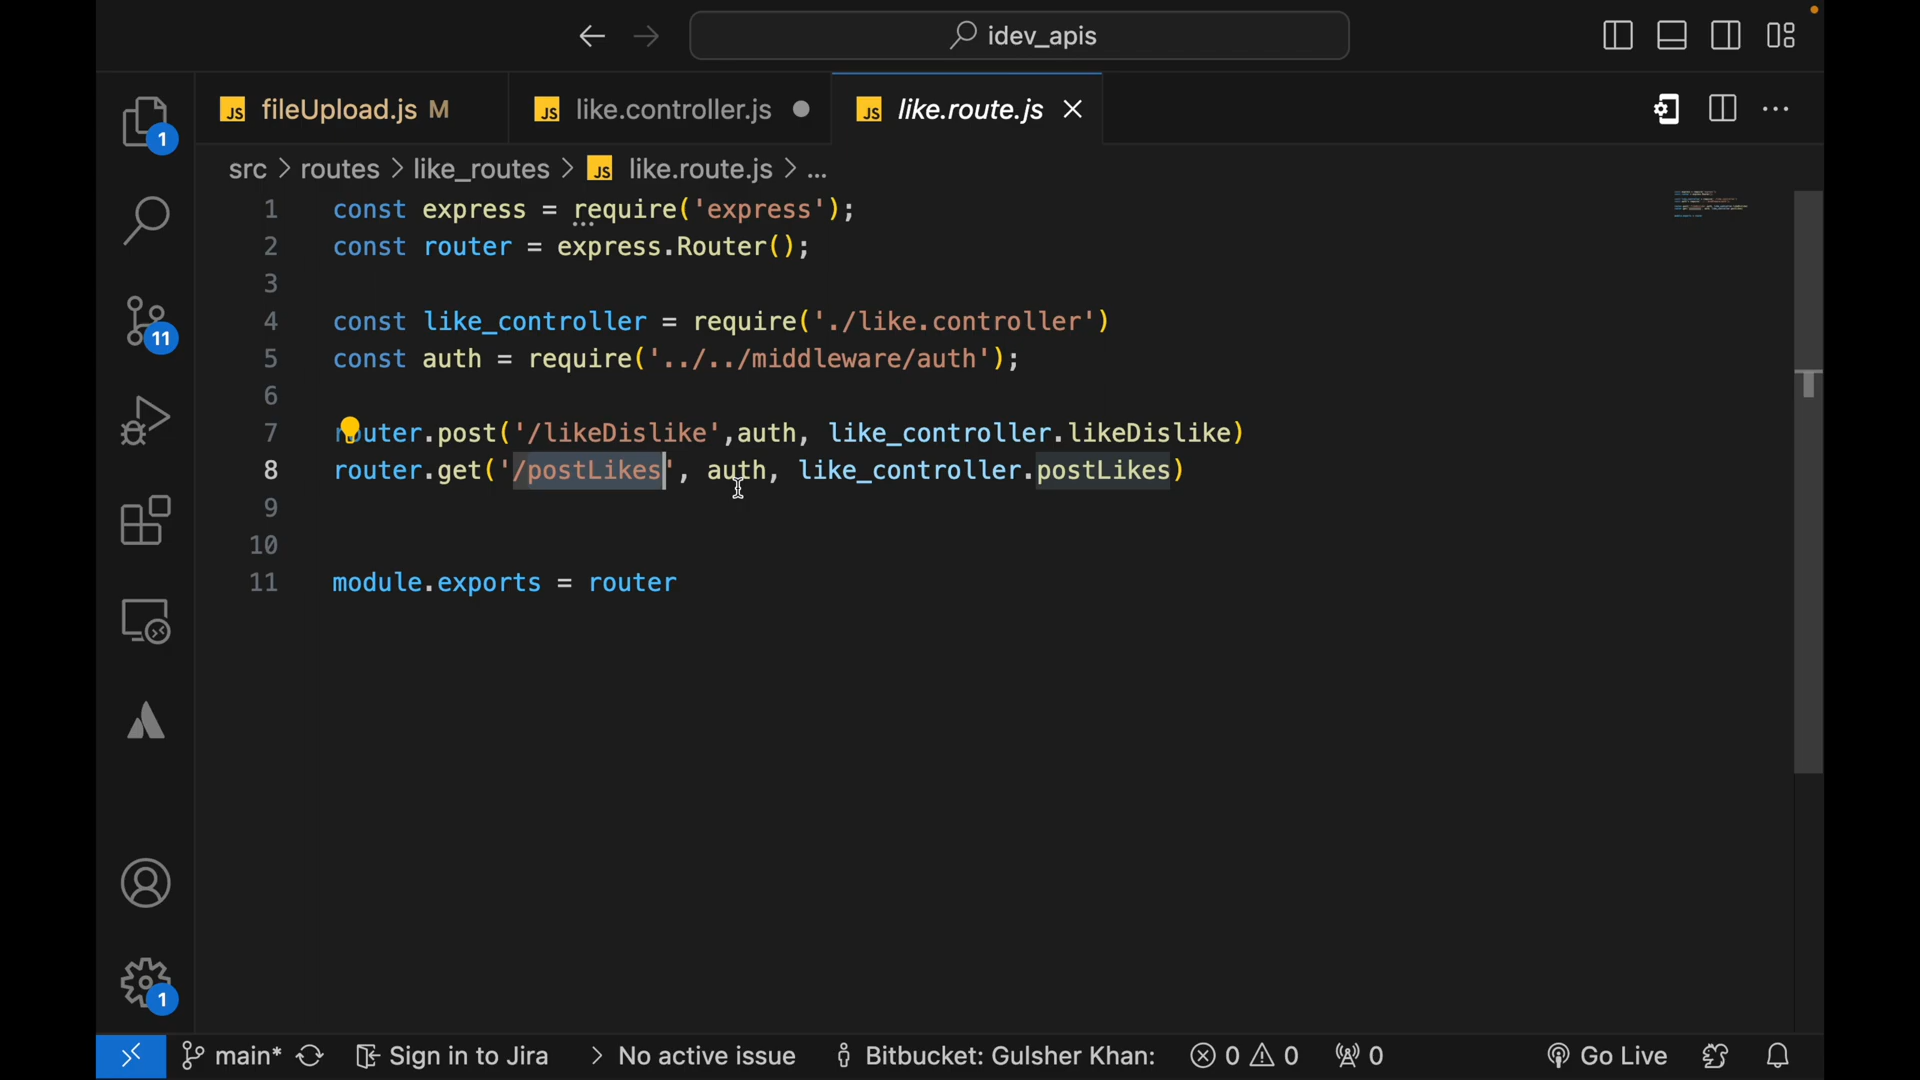 idev_apis
JS fileUpload.js M JS like.controller.js JS like.route.js
src > routes > like_routes > JS like.route.js > ...
1 const express = require('express');
2 const router = express.Router();
3
4 const like_controller = require('./like.controller')
5 const auth = require('../../middleware/auth');
6
7 router.post('/likeDislike',auth, like_controller.likeDislike)
8 router.get('/postLikes', auth, like_controller.postLikes)
9
10
11 module.exports = router
1
11
1
main* Sign in to Jira > No active issue Bitbucket: Gulsher Khan: 0 0 0 Go Live